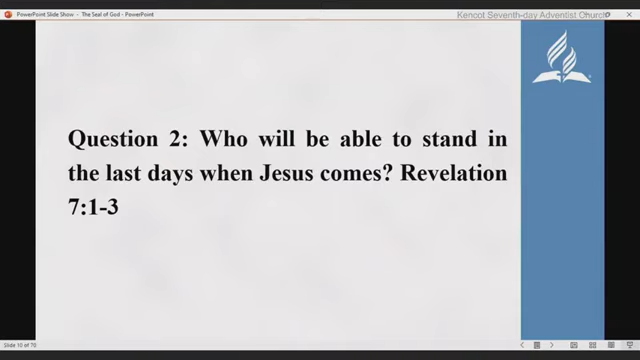 PowerPoint Slide Show - The Seal of God - PowerPoint
Kencot Seventh-day Adventist Church
Question 2: Who will be able to stand in
the last days when Jesus comes? Revelation
7:1-3
Slide 10 of 70